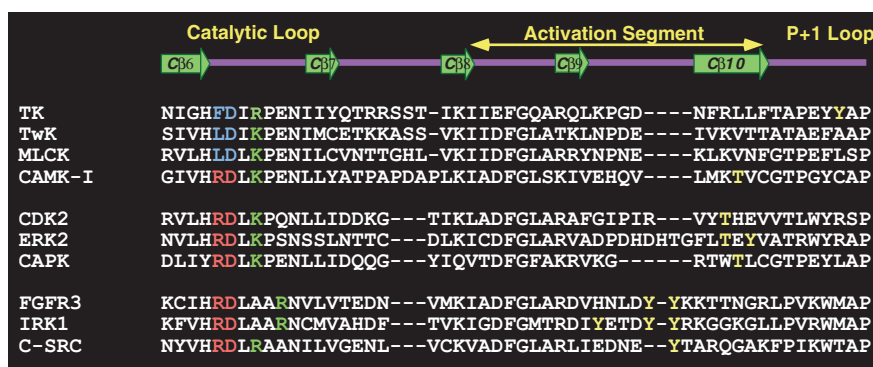 Catalytic Loop Activation Segment P+1 Loop
Cβ6 Cβ7 Cβ8 Cβ9 Cβ10
TK NIGHFDIRPENIIYQTRRSST-IKIIEFGQARQLKPGD----NFRLLFTAPEYYAP
TwK SIVHLDIKPENIMCETKKASS-VKIIDFGLATKLNPDE----IVKVTTATAEFAAP
MLCK RVLHLDLKPENILCVNTTGHL-VKIIDFGLARRYNPNE----KLKVNFGTPEFLSP
CAMK-I GIVHRDLKPENLLYATPAPDAPLKIADFGLSKIVEHQV----LMKTVCGTPGYCAP
CDK2 RVLHRDLKPQNLLIDDKG---TIKLADFGLARAFGIPIR---VYTHEVVTLWYRSP
ERK2 NVLHRDLKPSNSSLNTTC---DLKICDFGLARVADPDHDHTGFLTEYVATRWYRAP
CAPK DLIYRDLKPENLLIDQQG---YIQVTDFGFAKRVKG------RTWTLCGTPEYLAP
FGFR3 KCIHRDLAARNVLVTEDN---VMKIADFGLARDVHNLDY-YKKTTNGRLPVKWMAP
IRK1 KFVHRDLAARNCMVAHDF---TVKIGDFGMTRDIYETDY-YRKGGKGLLPVRWMAP
C-SRC NYVHRDLRAANILVGENL---VCKVADFGLARLIEDNE--YTARQGAKFPIKWTAP